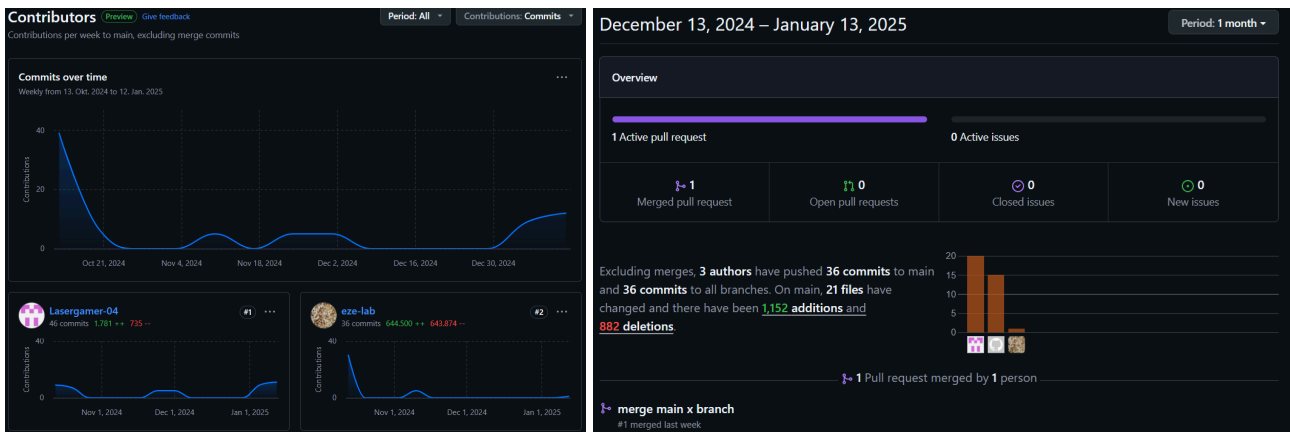 Contributors Preview Give feedback
Period: All
Contributions: Commits
Contributions per week to main, excluding merge commits
Commits over time
Weekly from 13. Okt. 2024 to 12. Jan. 2025
Contributions
40
20
0
Oct 21, 2024 Nov 4, 2024 Nov 18, 2024 Dec 2, 2024 Dec 16, 2024 Dec 30, 2024
Lasergamer-04 #1
46 commits 1.781 ++ 735 --
Contributions
40
0
Nov 1, 2024 Dec 1, 2024 Jan 1, 2025
eze-lab #2
36 commits 644.500 ++ 643.874 --
Contributions
40
0
Nov 1, 2024 Dec 1, 2024 Jan 1, 2025
December 13, 2024 – January 13, 2025
Period: 1 month
Overview
1 Active pull request
0 Active issues
1
Merged pull request
0
Open pull requests
0
Closed issues
0
New issues
Excluding merges, 3 authors have pushed 36 commits to main
and 36 commits to all branches. On main, 21 files have
changed and there have been 1,152 additions and
882 deletions.
20
15
10
5
0
1 Pull request merged by 1 person
merge main x branch
#1 merged last week